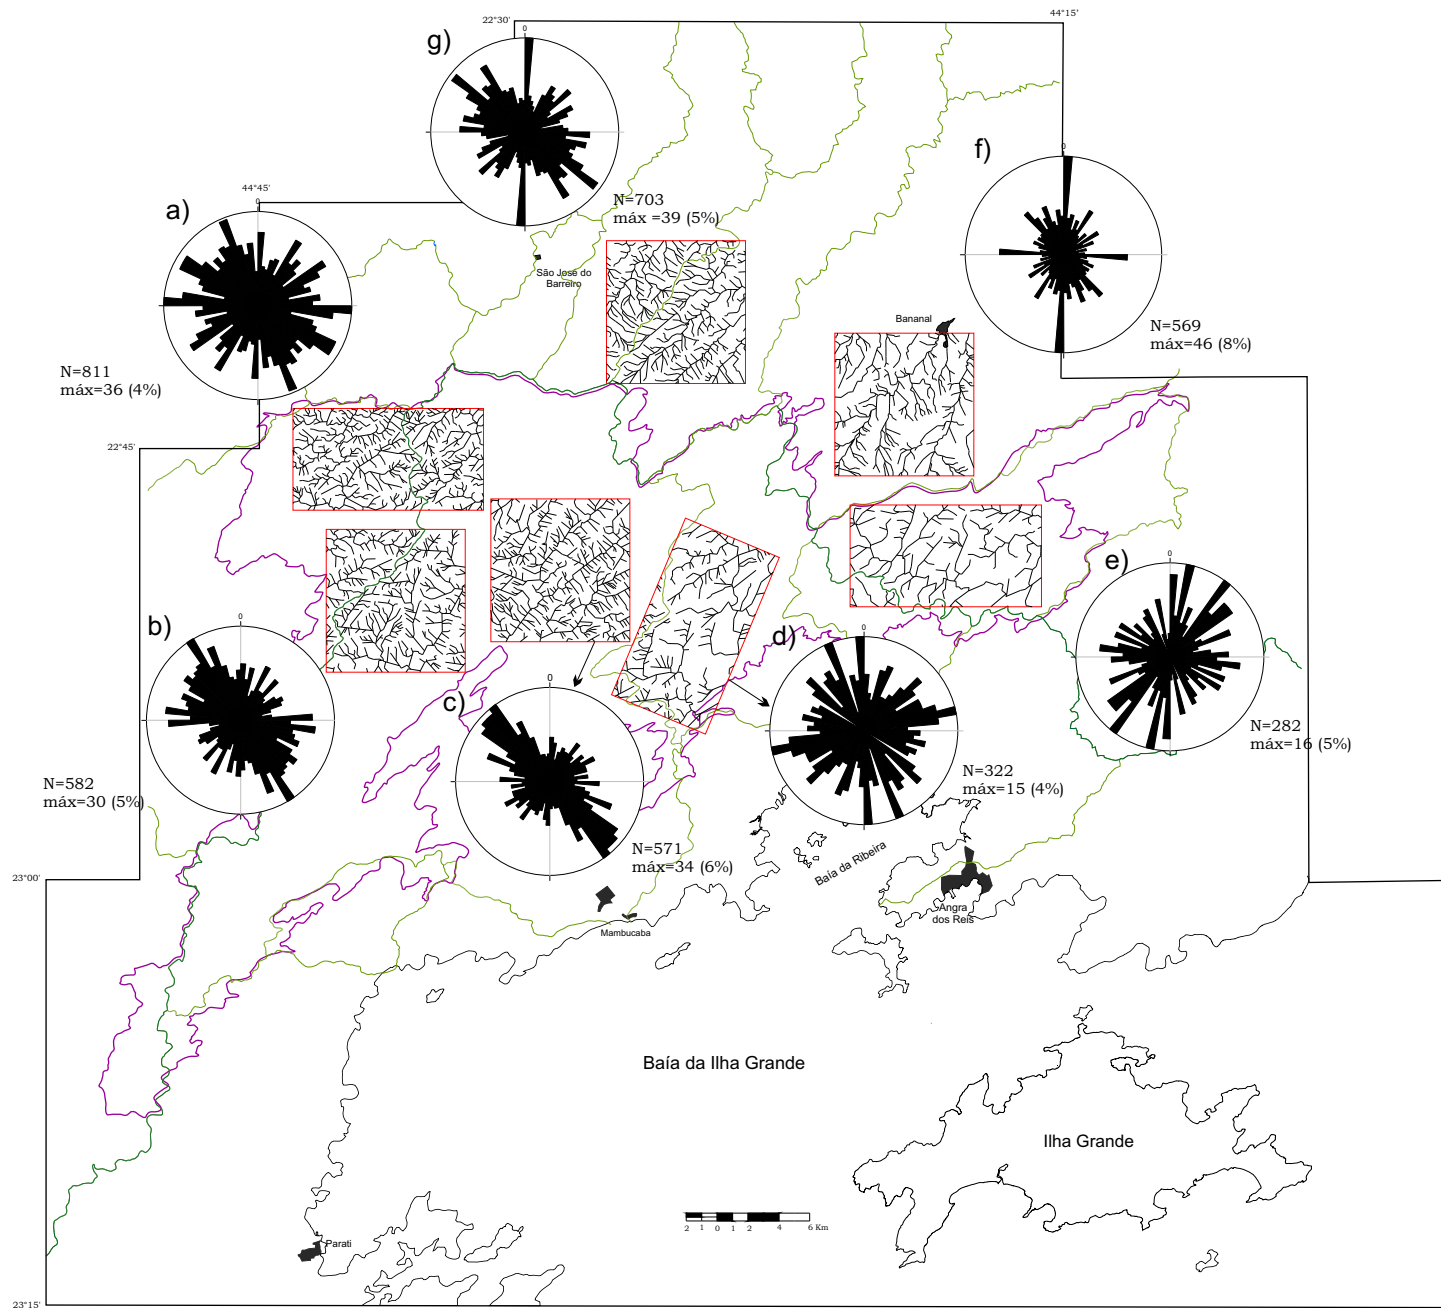 22°30'
44°15'
g)
0
f)
0
44°45'
a)
0
N=703
máx =39 (5%)
São José do
Barreiro
Bananal
N=569
máx=46 (8%)
N=811
máx=36 (4%)
22°45'
e)
0
b)
0
d)
0
c)
0
N=282
máx=16 (5%)
N=582
máx=30 (5%)
N=322
máx=15 (4%)
N=571
máx=34 (6%)
Baía da Ribeira
23°00'
Angra
dos Reis
Mambucaba
Baía da Ilha Grande
Ilha Grande
2 1 0 1 2 4 6 Km
Parati
23°15'